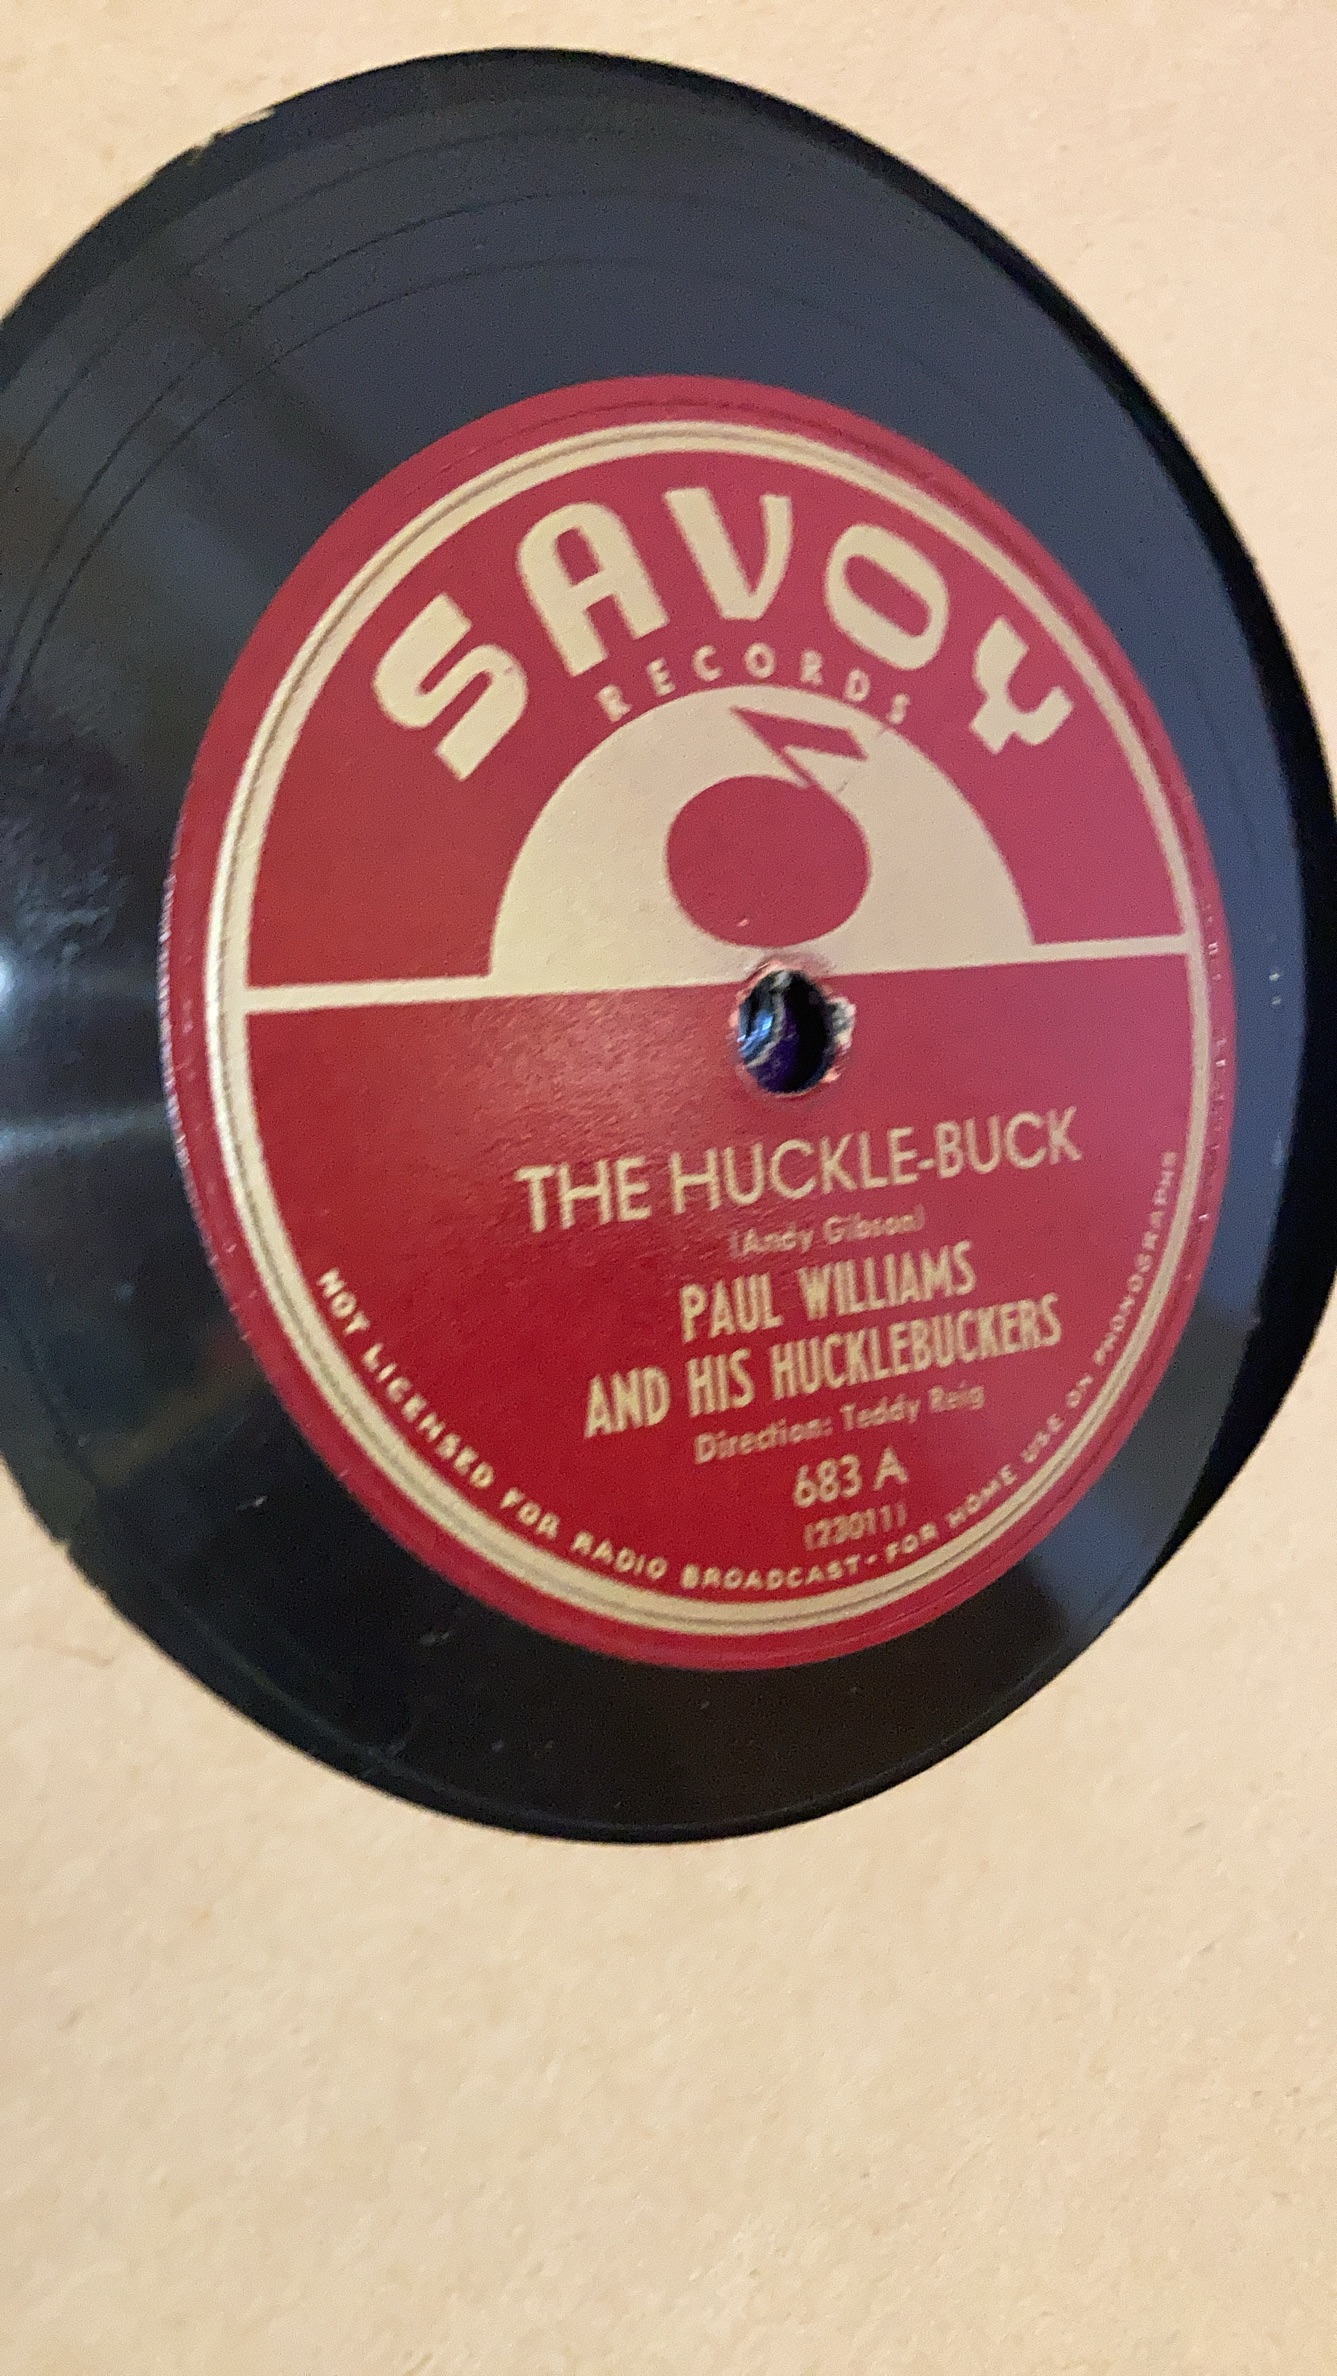 SAVOY
RECORDS
THE HUCKLE-BUCK
(Andy Gibson)
PAUL WILLIAMS
AND HIS HUCKLEBUCKERS
Direction: Teddy Reig
683 A
(23011)
NOT LICENSED FOR RADIO BROADCAST-FOR HOME USE ON PHONOGRAPHS